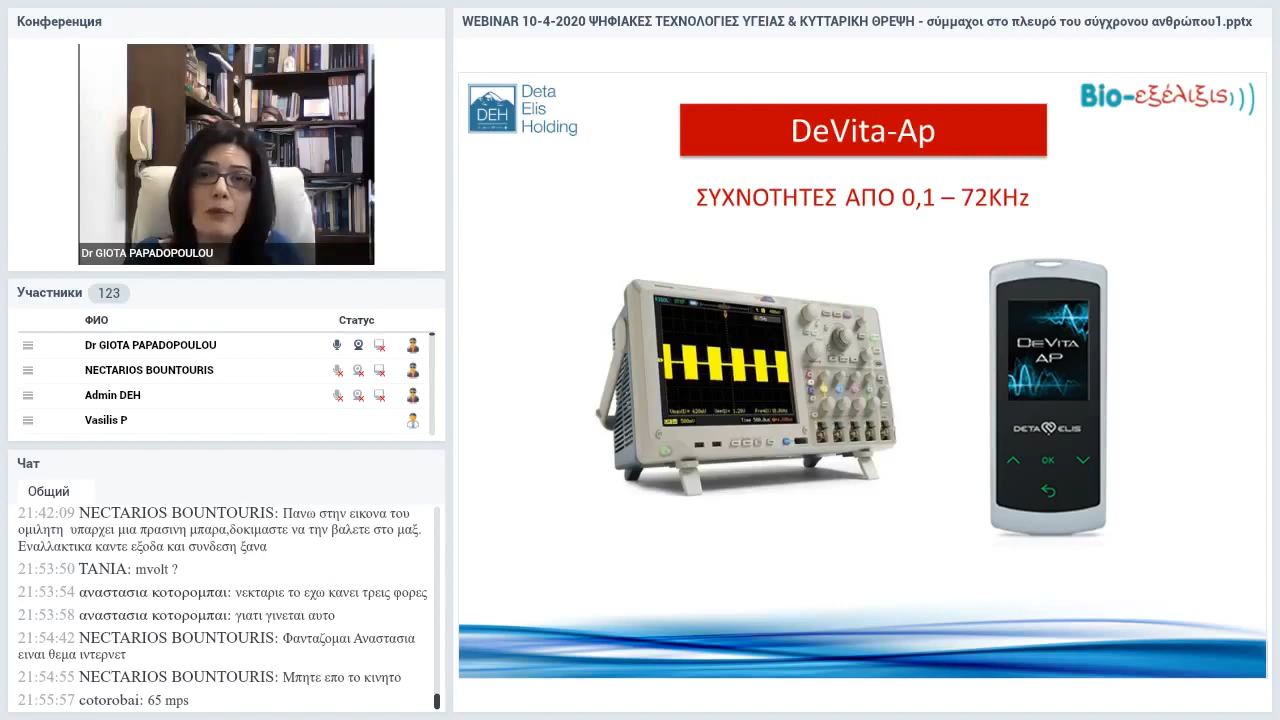 Конференция
Dr GIOTA PAPADOPOULOU
Участники 123
ФИО Статус
Dr GIOTA PAPADOPOULOU
NECTARIOS BOUNTOURIS
Admin DEH
Vasilis P
Чат
Общий
21:42:09 NECTARIOS BOUNTOURIS: Πανω στην εικονα του
ομιλητη υπαρχει μια πρασινη μπαρα,δοκιμαστε να την βαλετε στο μαξ.
Εναλλακτικα καντε εξοδα και συνδεση ξανα
21:53:50 TANIA: mvolt ?
21:53:54 αναστασια κοτορομπαι: νεκταριε το εχω κανει τρεις φορες
21:53:58 αναστασια κοτορομπαι: γιατι γινεται αυτο
21:54:42 NECTARIOS BOUNTOURIS: Φανταζομαι Αναστασια
ειναι θεμα ιντερνετ
21:54:55 NECTARIOS BOUNTOURIS: Μπητε επο το κινητο
21:55:57 cotorobai: 65 mps
WEBINAR 10-4-2020 ΨΗΦΙΑΚΕΣ ΤΕΧΝΟΛΟΓΙΕΣ ΥΓΕΙΑΣ & ΚΥΤΤΑΡΙΚΗ ΘΡΕΨΗ - σύμμαχοι στο πλευρό του σύγχρονου ανθρώπου1.pptx
DEH
Deta
Elis
Holding
Bio-εξέλιξις
DeVita-Ap
ΣΥΧΝΟΤΗΤΕΣ ΑΠΟ 0,1 – 72KHz
DEVITA
AP
DETA ELIS
OK